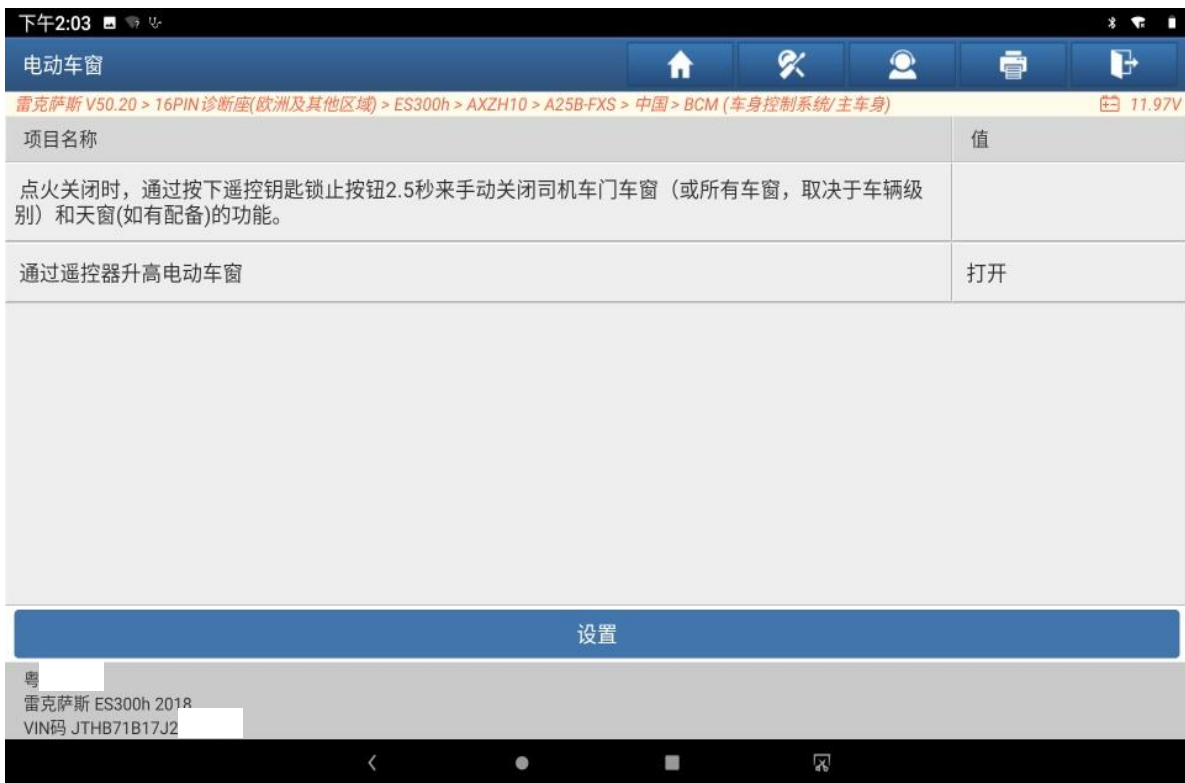 下午2:03
电动车窗
雷克萨斯 V50.20 > 16PIN诊断座(欧洲及其他区域) > ES300h > AXZH10 > A25B-FXS > 中国 > BCM (车身控制系统/主车身) 11.97V
项目名称 值
点火关闭时，通过按下遥控钥匙锁止按钮2.5秒来手动关闭司机车门车窗（或所有车窗，取决于车辆级
别）和天窗(如有配备)的功能。
通过遥控器升高电动车窗 打开
设置
粤
雷克萨斯 ES300h 2018
VIN码 JTHB71B17J2